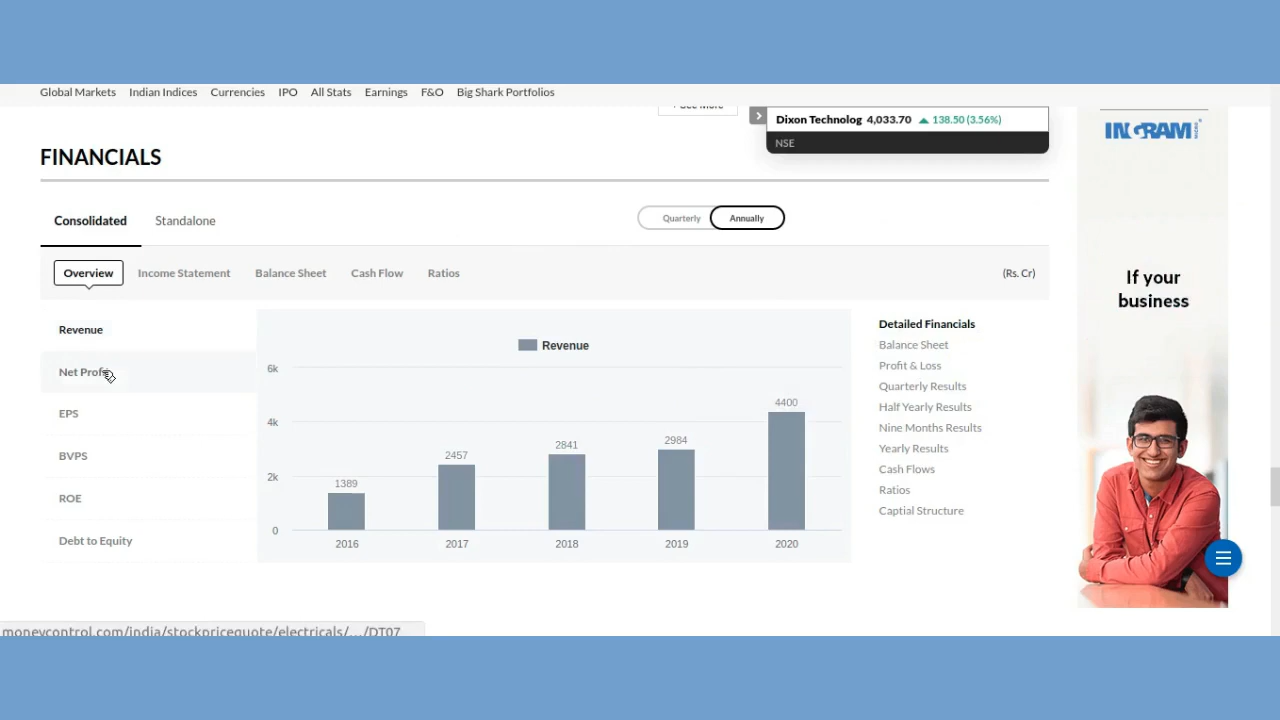 Global Markets Indian Indices Currencies IPO All Stats Earnings F&O Big Shark Portfolios
+ See More
Dixon Technolog 4,033.70 138.50 (3.56%)
NSE
FINANCIALS
Consolidated Standalone
Quarterly Annually
Overview Income Statement Balance Sheet Cash Flow Ratios (Rs. Cr)
Revenue
Net Profit
EPS
BVPS
ROE
Debt to Equity
Revenue
6k
4k
2k
0
1389
2457
2841
2984
4400
2016 2017 2018 2019 2020
Detailed Financials
Balance Sheet
Profit & Loss
Quarterly Results
Half Yearly Results
Nine Months Results
Yearly Results
Cash Flows
Ratios
Captial Structure
INGRAM
If your
business
moneycontrol.com/india/stockpricequote/electricals/.../DT07